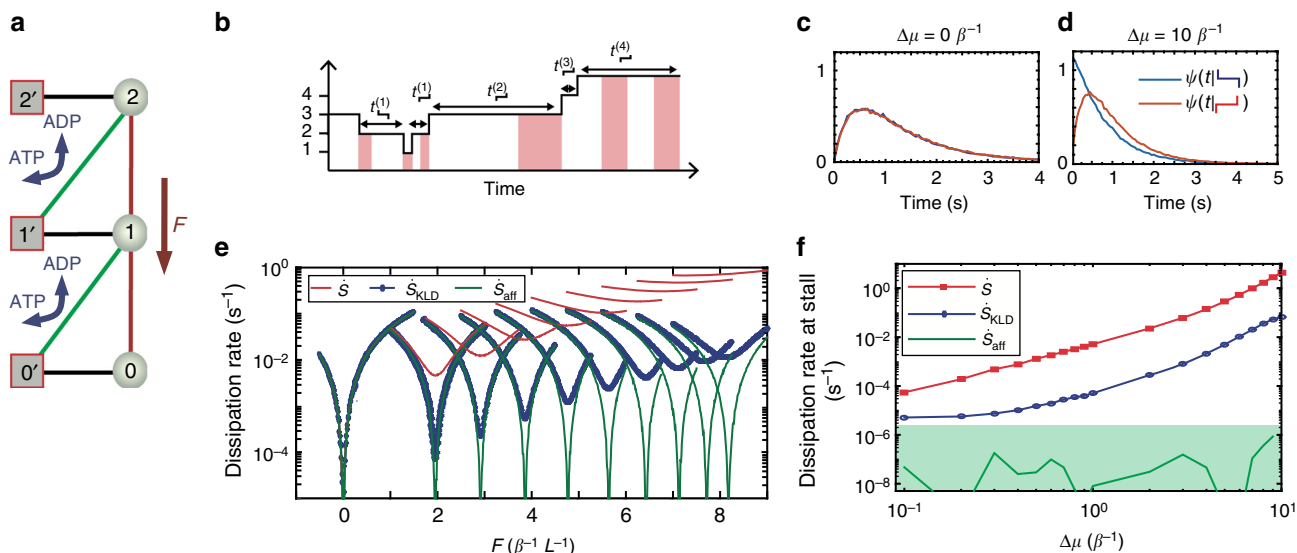 a
2′
2
ADP
ATP
1′
1
F
ADP
ATP
0′
0
b
4
3
2
1
t(1)
t(1)
t(2)
t(3)
t(4)
Time
c
Δμ = 0 β−1
1
0
0 1 2 3 4
Time (s)
d
Δμ = 10 β−1
1
0
ψ(t| )
ψ(t| )
0 1 2 3 4 5
Time (s)
e
Dissipation rate (s−1)
100
10−2
10−4
Ṡ ṠKLD Ṡaff
0 2 4 6 8
F (β−1 L−1)
f
Dissipation rate at stall
(s−1)
100
10−2
10−4
10−6
10−8
Ṡ
ṠKLD
Ṡaff
10−1 100 101
Δμ (β−1)